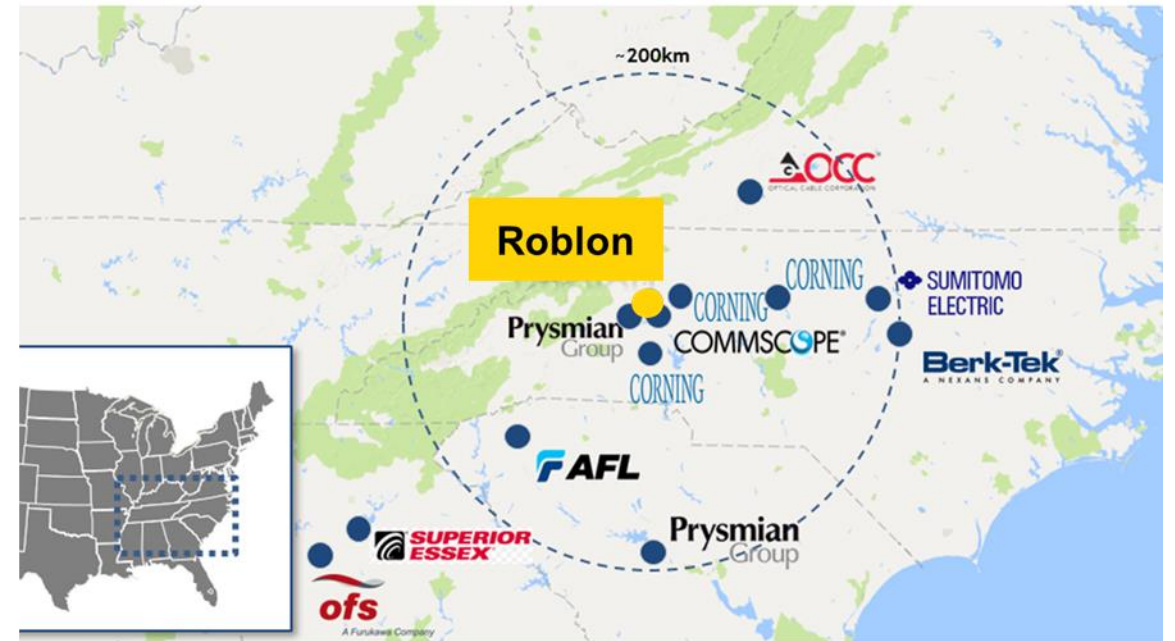 ~200km
OCC
OPTICAL CABLE CORPORATION
Roblon
CORNING
SUMITOMO
ELECTRIC
CORNING
Prysmian
Group
COMMSCOPE®
Berk-Tek
A NEXANS COMPANY
CORNING
AFL
SUPERIOR
ESSEX
Prysmian
Group
ofs
A Furukawa Company